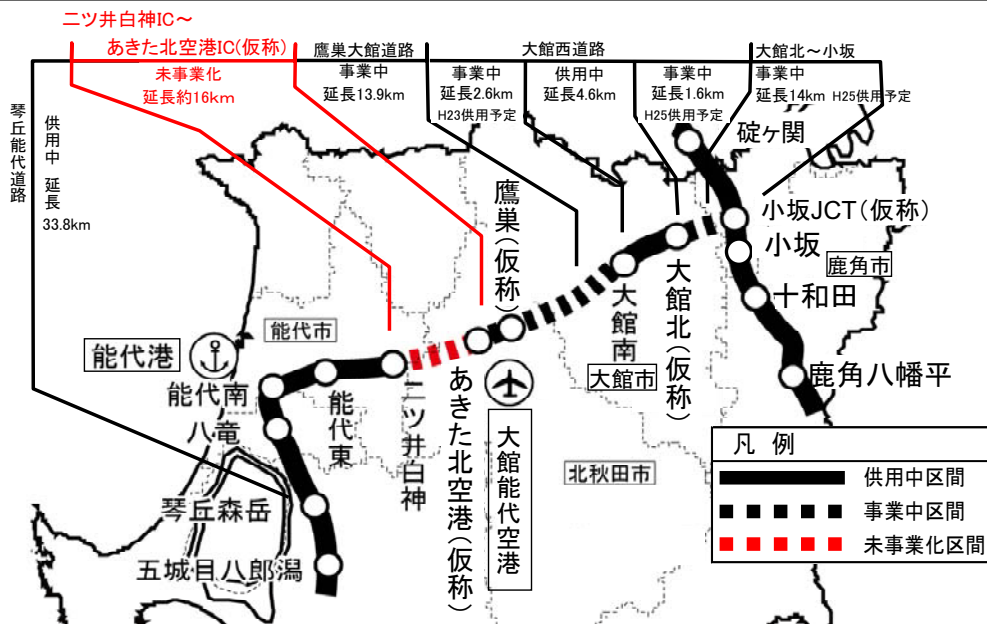 二ツ井白神IC～
あきた北空港IC(仮称)
未事業化
延長約16km
鷹巣大館道路
事業中
延長13.9km
大館西道路
事業中
延長2.6km
H23供用予定
供用中
延長4.6km
事業中
延長1.6km
H25供用予定
大館北～小坂
事業中
延長14km H25供用予定
琴丘能代道路
供用中 延長
33.8km
碇ヶ関
小坂JCT(仮称)
小坂
鹿角市
十和田
鹿角八幡平
鷹巣(仮称)
大館南
大館市
大館北(仮称)
能代市
能代港
能代南
八竜
能代東
二ツ井白神
あきた北空港(仮称)
大館能代空港
北秋田市
琴丘森岳
五城目八郎潟
凡 例
供用中区間
事業中区間
未事業化区間